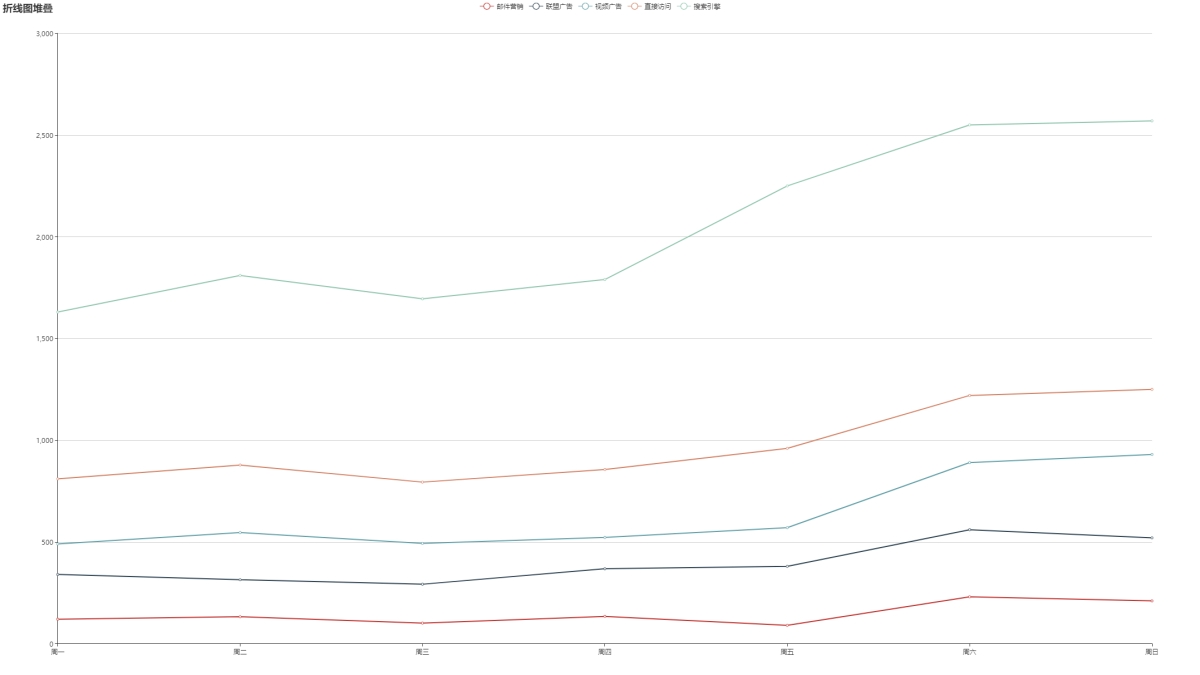 折线图堆叠
邮件营销 联盟广告 视频广告 直接访问 搜索引擎
3,000
2,500
2,000
1,500
1,000
500
0
周一 周二 周三 周四 周五 周六 周日